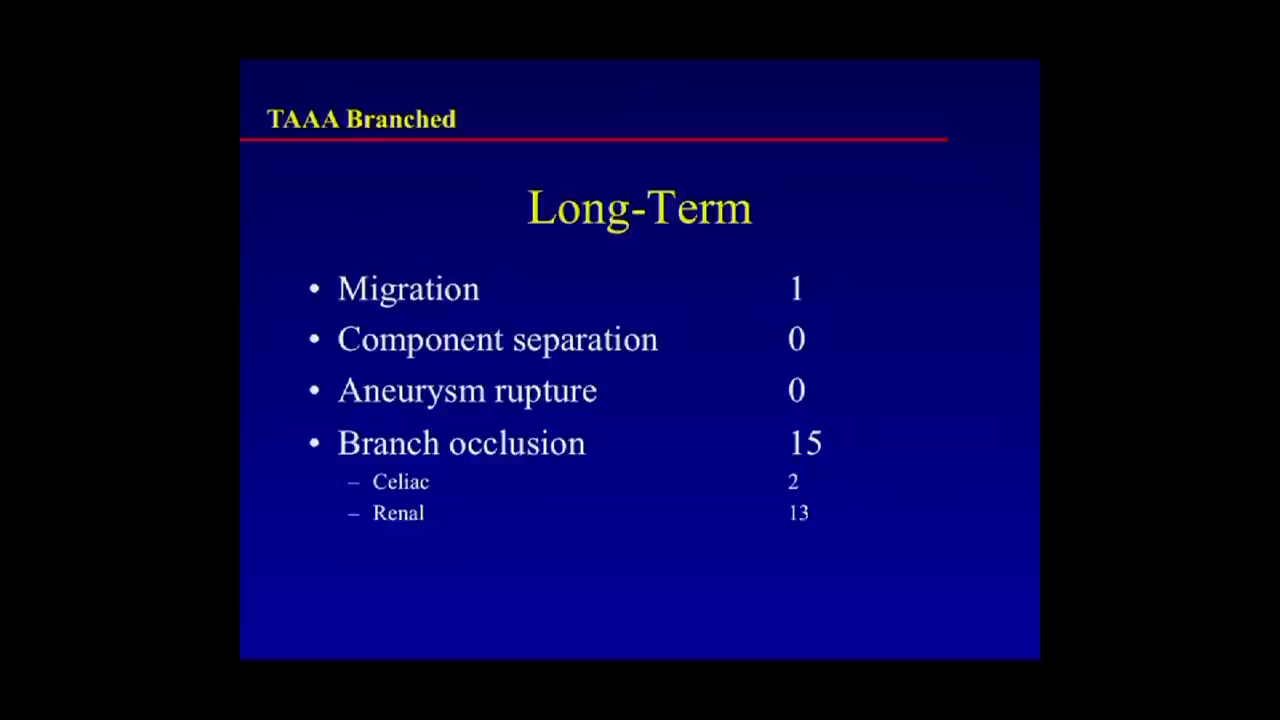 TAAA Branched
Long-Term
• Migration 1
• Component separation 0
• Aneurysm rupture 0
• Branch occlusion 15
– Celiac 2
– Renal 13